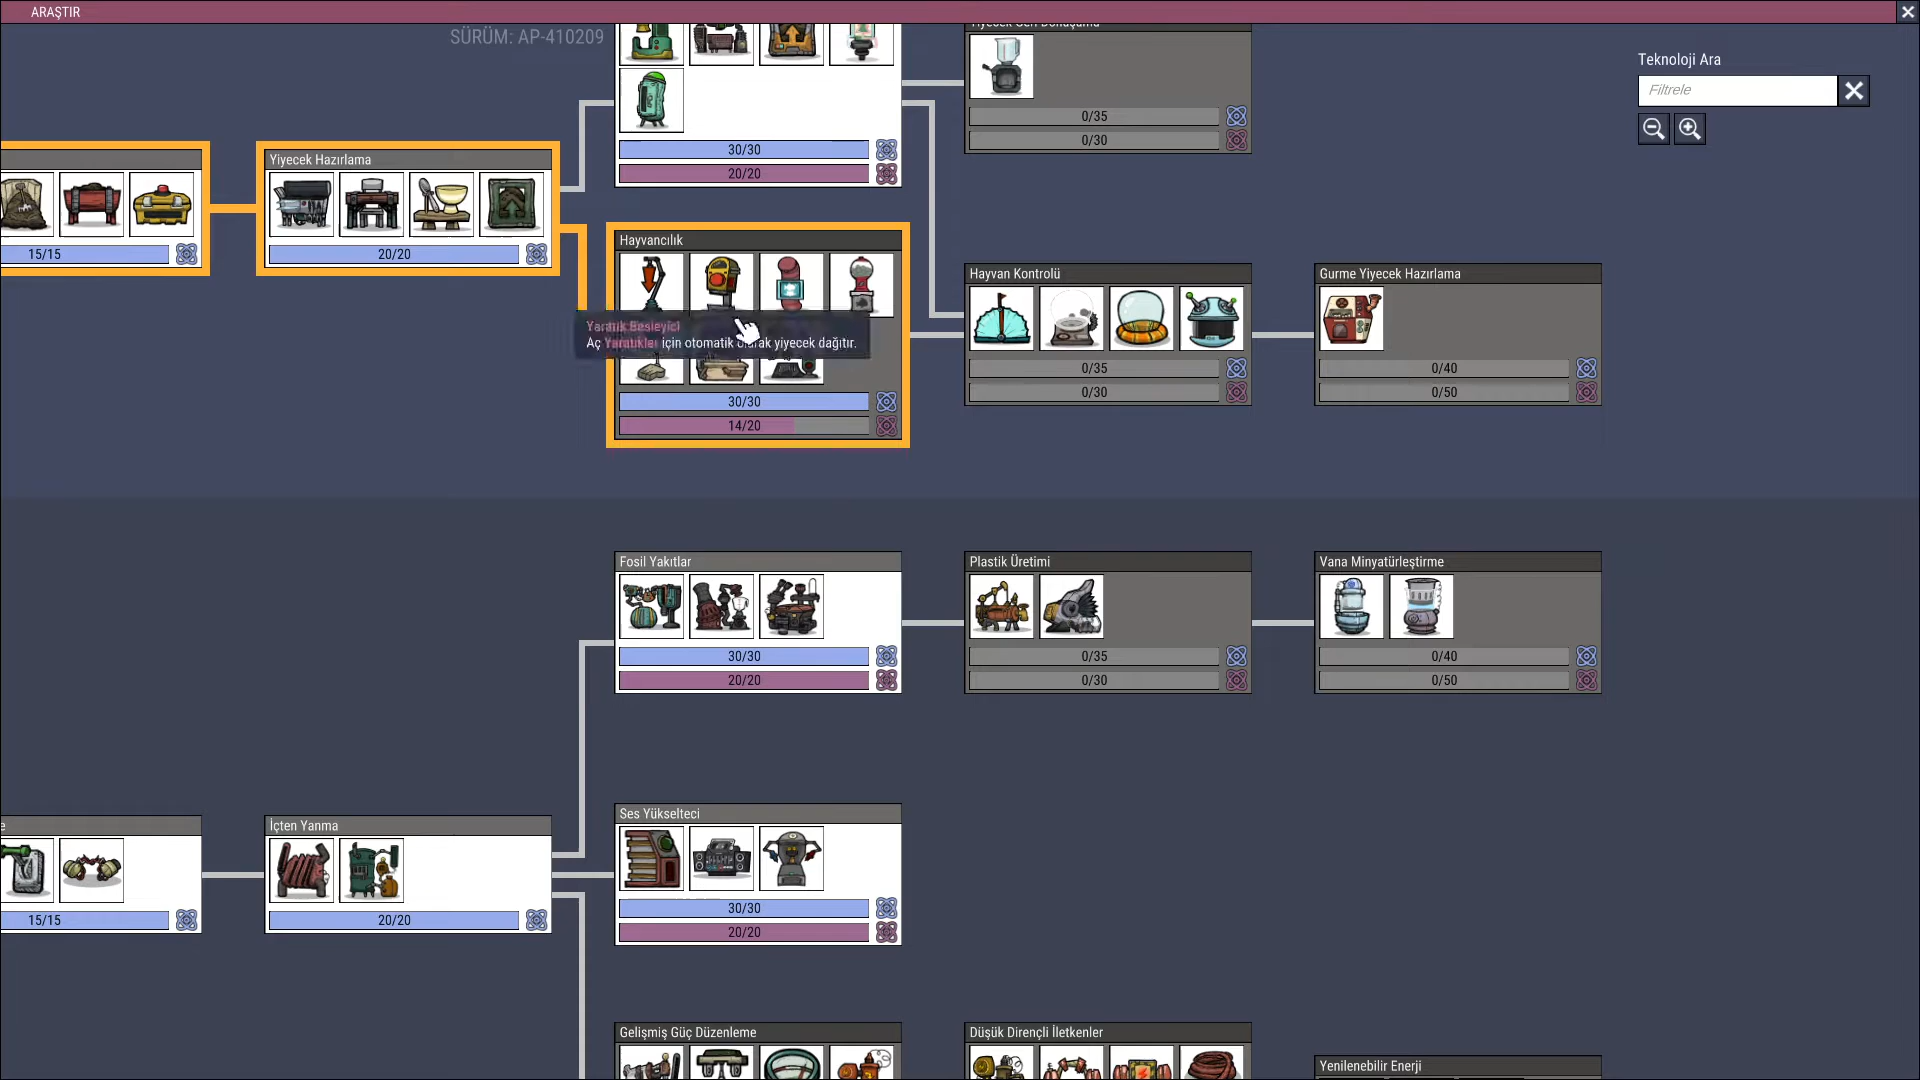 ARAŞTIR
SÜRÜM: AP-410209
Teknoloji Ara
Filtrele
0/35
0/30
30/30
20/20
Yiyecek Hazırlama
15/15
20/20
Hayvancılık
Yaratık Besleyici
Aç Yaratıklar için otomatik olarak yiyecek dağıtır.
30/30
14/20
Hayvan Kontrolü
0/35
0/30
Gurme Yiyecek Hazırlama
0/40
0/50
Fosil Yakıtlar
30/30
20/20
Plastik Üretimi
0/35
0/30
Vana Minyatürleştirme
0/40
0/50
e
15/15
İçten Yanma
20/20
Ses Yükselteci
30/30
20/20
Gelişmiş Güç Düzenleme
Düşük Dirençli İletkenler
Yenilenebilir Enerji